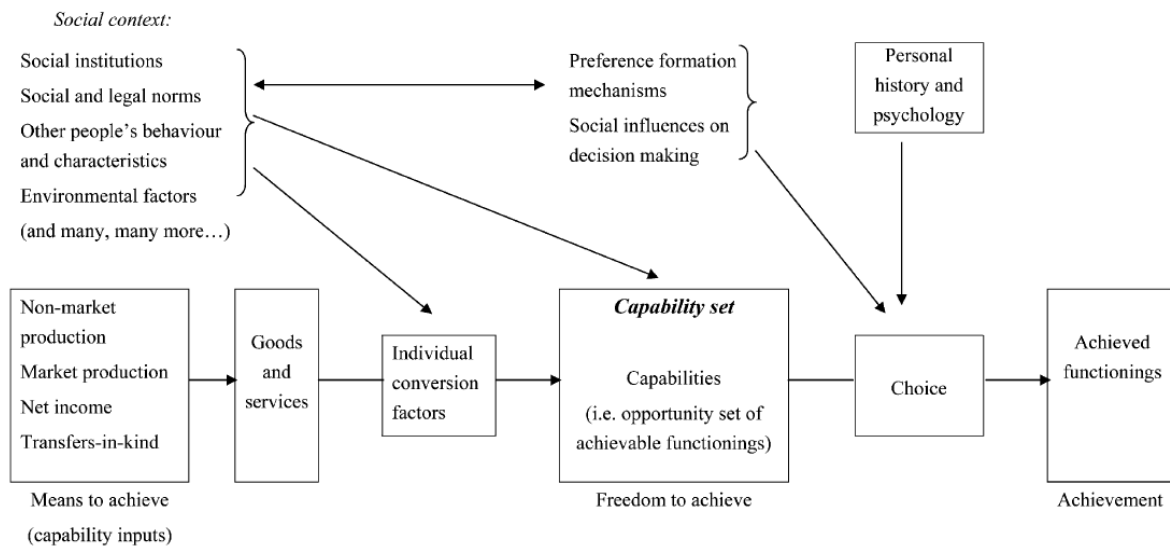 Social context:
Social institutions
Social and legal norms
Other people’s behaviour
and characteristics
Environmental factors
(and many, many more…)
Preference formation
mechanisms
Social influences on
decision making
Personal
history and
psychology
Non-market
production
Market production
Net income
Transfers-in-kind
Means to achieve
(capability inputs)
Goods
and
services
Individual
conversion
factors
Capability set
Capabilities
(i.e. opportunity set of
achievable functionings)
Freedom to achieve
Choice
Achieved
functionings
Achievement